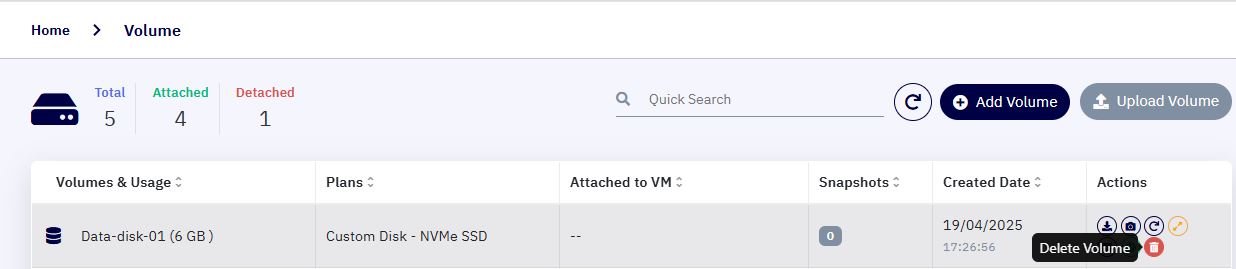 Home > Volume
Total Attached Detached
5 4 1
Quick Search
Add Volume
Upload Volume
Volumes & Usage Plans Attached to VM Snapshots Created Date Actions
Data-disk-01 (6 GB ) Custom Disk - NVMe SSD -- 0 19/04/2025
17:26:56
Delete Volume